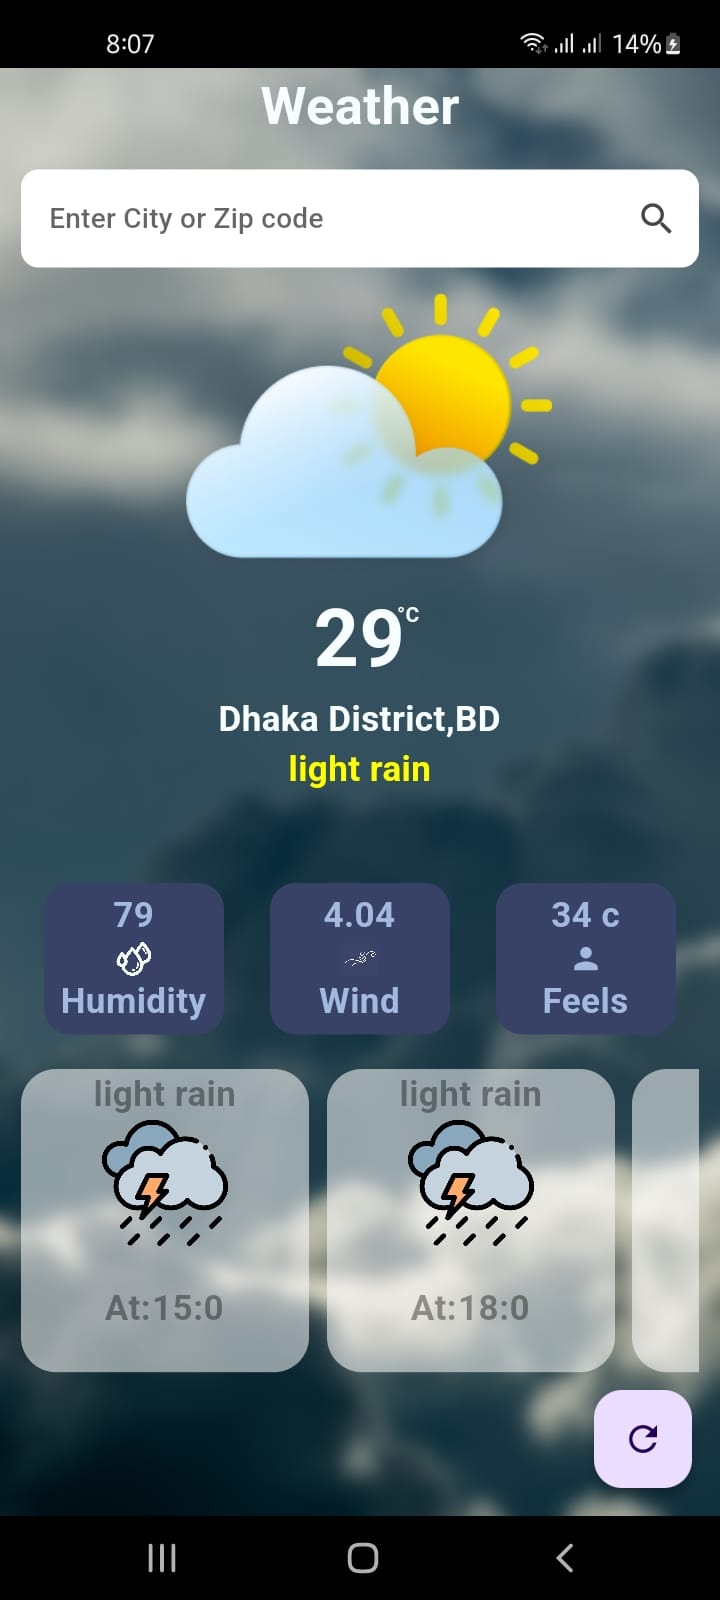 8:07 14%
Weather
Enter City or Zip code
29°C
Dhaka District,BD
light rain
79 4.04 34 c
Humidity Wind Feels
light rain light rain
At:15:0 At:18:0